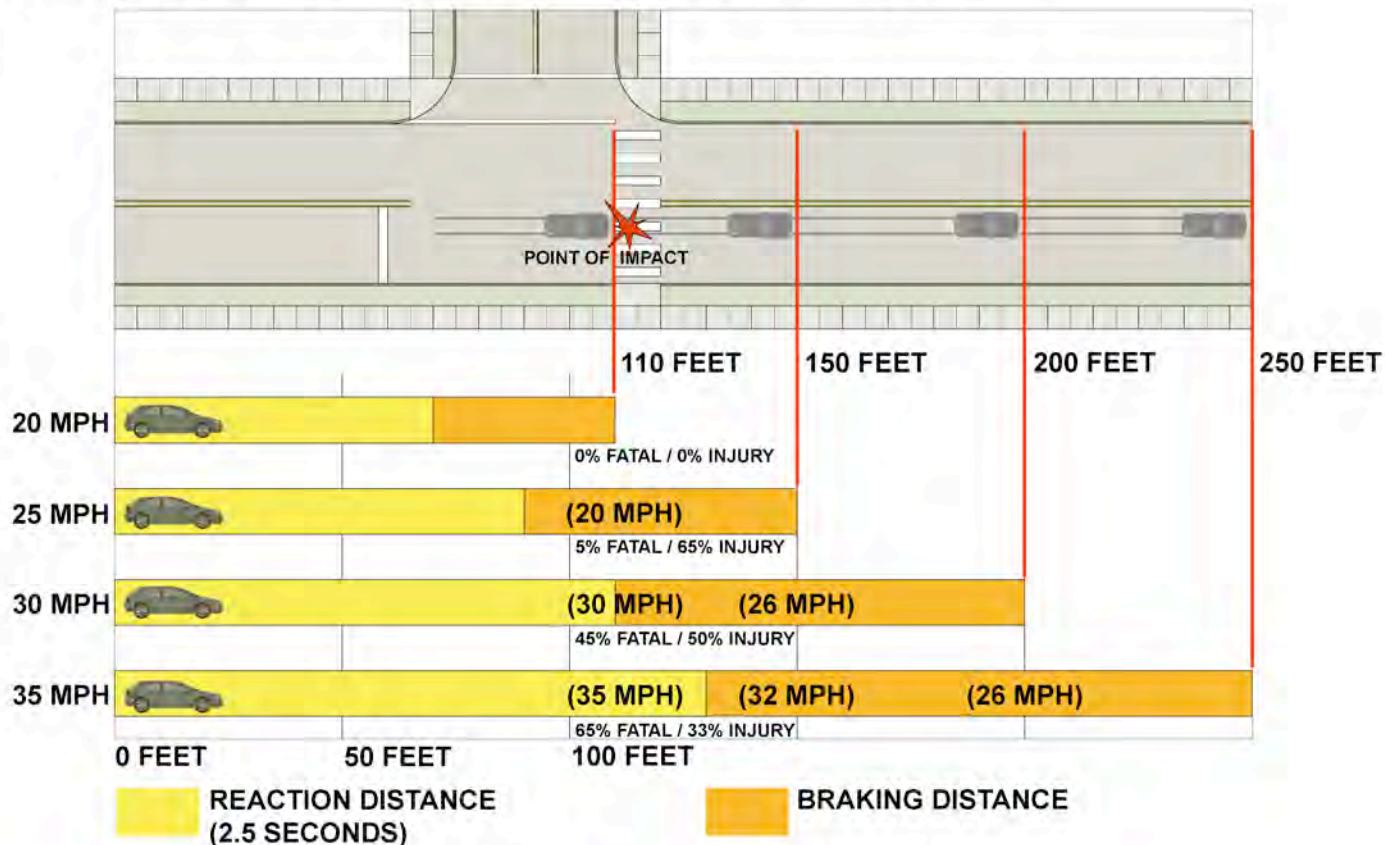 POINT OF IMPACT
110 FEET
150 FEET
200 FEET
250 FEET
20 MPH
0% FATAL / 0% INJURY
25 MPH
(20 MPH)
5% FATAL / 65% INJURY
30 MPH
(30 MPH)
(26 MPH)
45% FATAL / 50% INJURY
35 MPH
(35 MPH)
(32 MPH)
(26 MPH)
65% FATAL / 33% INJURY
0 FEET
50 FEET
100 FEET
REACTION DISTANCE
(2.5 SECONDS)
BRAKING DISTANCE